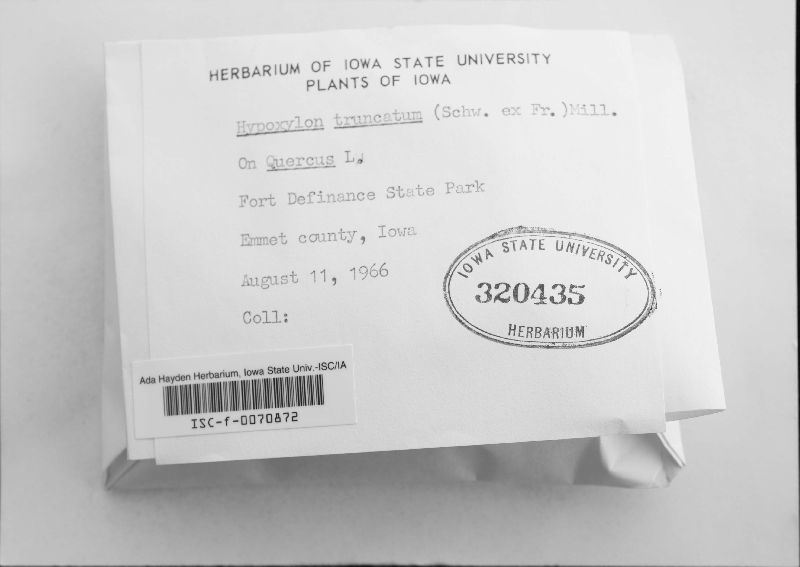 HERBARIUM OF IOWA STATE UNIVERSITY
PLANTS OF IOWA
Hypoxylon truncatum (Schw. ex Fr.)Mill.
On Quercus L.
Fort Definance State Park
Emmet county, Iowa
August 11, 1966
Coll:
IOWA STATE UNIVERSITY
320435
HERBARIUM
Ada Hayden Herbarium, Iowa State Univ.-ISC/IA
ISC-f-0070872